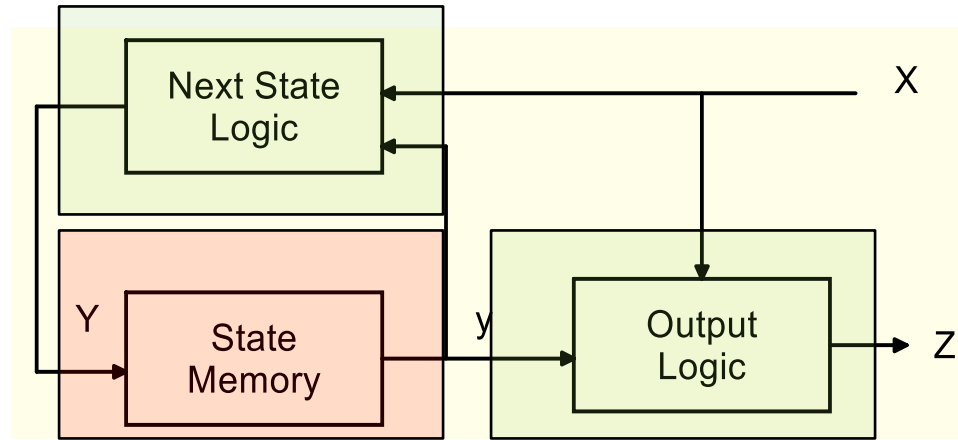 Next State
Logic
X
Y
State
Memory
y
Output
Logic
Z